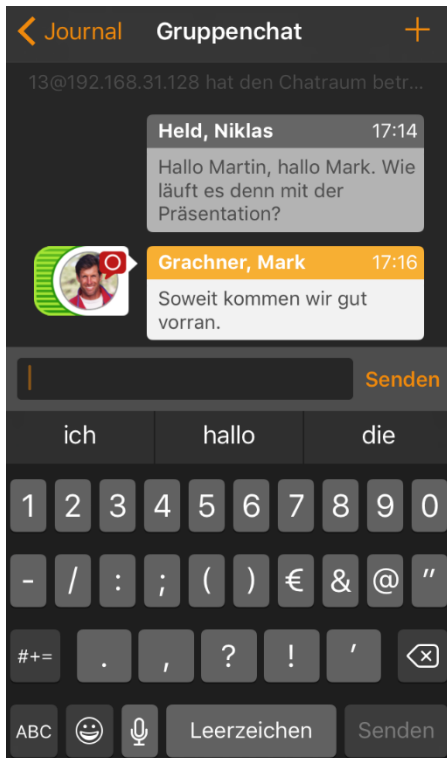 Journal Gruppenchat +
13@192.168.31.128 hat den Chatraum betr...
Held, Niklas 17:14
Hallo Martin, hallo Mark. Wie
läuft es denn mit der
Präsentation?
Grachner, Mark 17:16
Soweit kommen wir gut
vorran.
Senden
ich hallo die
1 2 3 4 5 6 7 8 9 0
- / : ; ( ) € & @ "
#+= . , ? ! '
ABC Leerzeichen Senden